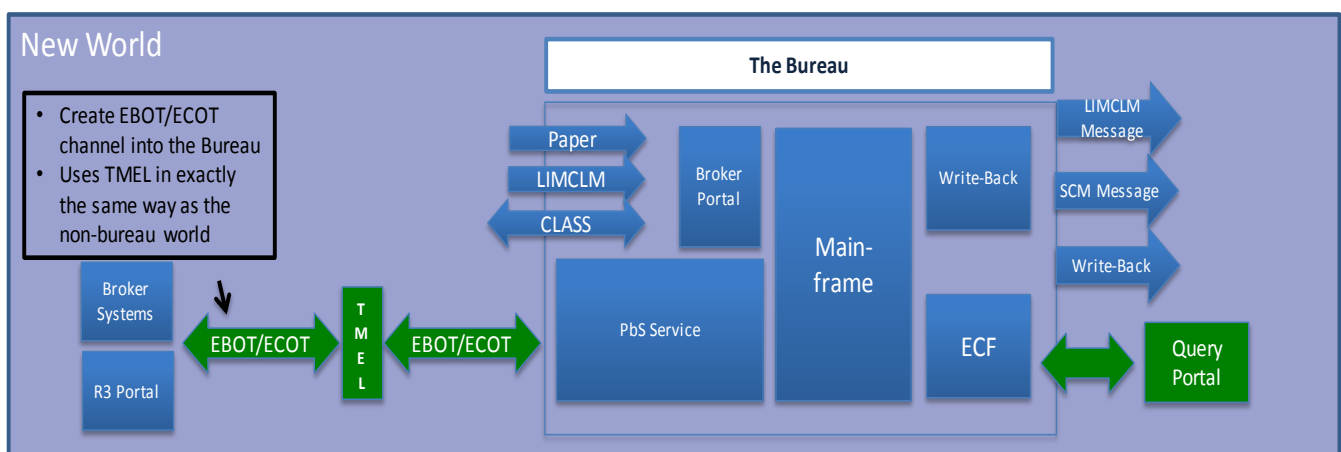 New World
The Bureau
• Create EBOT/ECOT
channel into the Bureau
• Uses TMEL in exactly
the same way as the
non-bureau world
Paper
LIMCLM
CLASS
Broker
Portal
Main-
frame
Write-Back
LIMCLM
Message
SCM Message
Write-Back
Broker
Systems
R3 Portal
EBOT/ECOT
T
M
E
L
EBOT/ECOT
PbS Service
ECF
Query
Portal